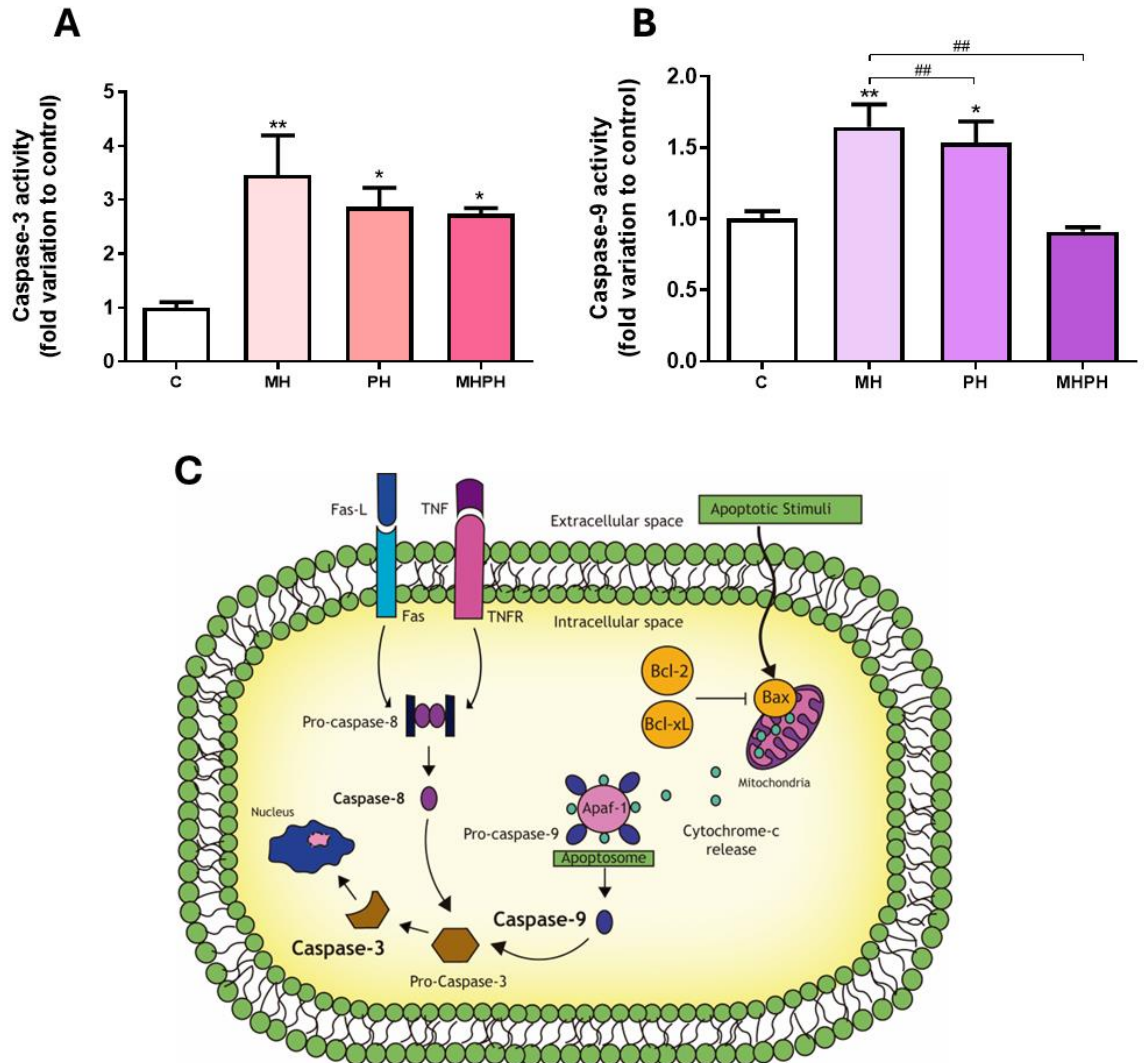 A
Caspase-3 activity
(fold variation to control)
5
4
3
2
1
0
**
*
*
C
MH
PH
MHPH
B
Caspase-9 activity
(fold variation to control)
2.0
1.5
1.0
0.5
0.0
##
##
**
*
C
MH
PH
MHPH
C
Fas-L
TNF
Extracellular space
Apoptotic Stimuli
Fas
TNFR
Intracellular space
Bcl-2
Bax
Bcl-xL
Pro-caspase-8
Mitochondria
Caspase-8
Nucleus
Apaf-1
Pro-caspase-9
Cytochrome-c
release
Apoptosome
Caspase-9
Caspase-3
Pro-Caspase-3